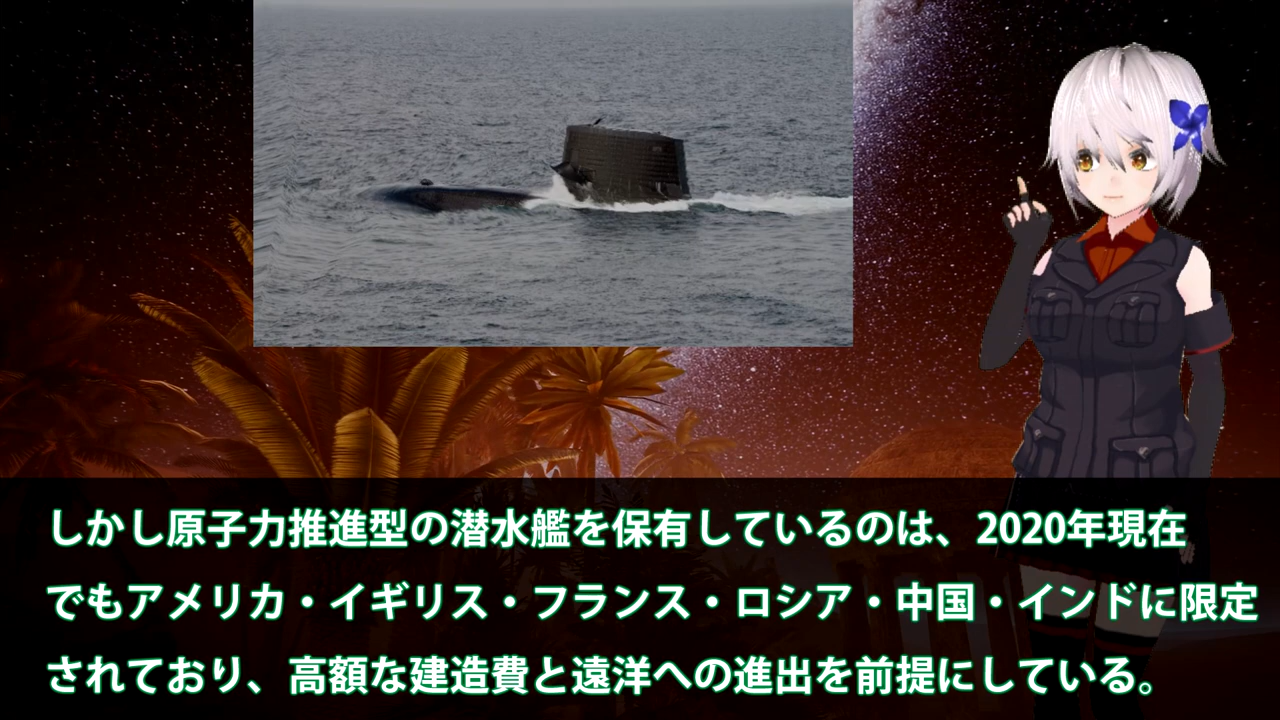 しかし原子力推進型の潜水艦を保有しているのは、2020年現在
でもアメリカ・イギリス・フランス・ロシア・中国・インドに限定
されており、高額な建造費と遠洋への進出を前提にしている。